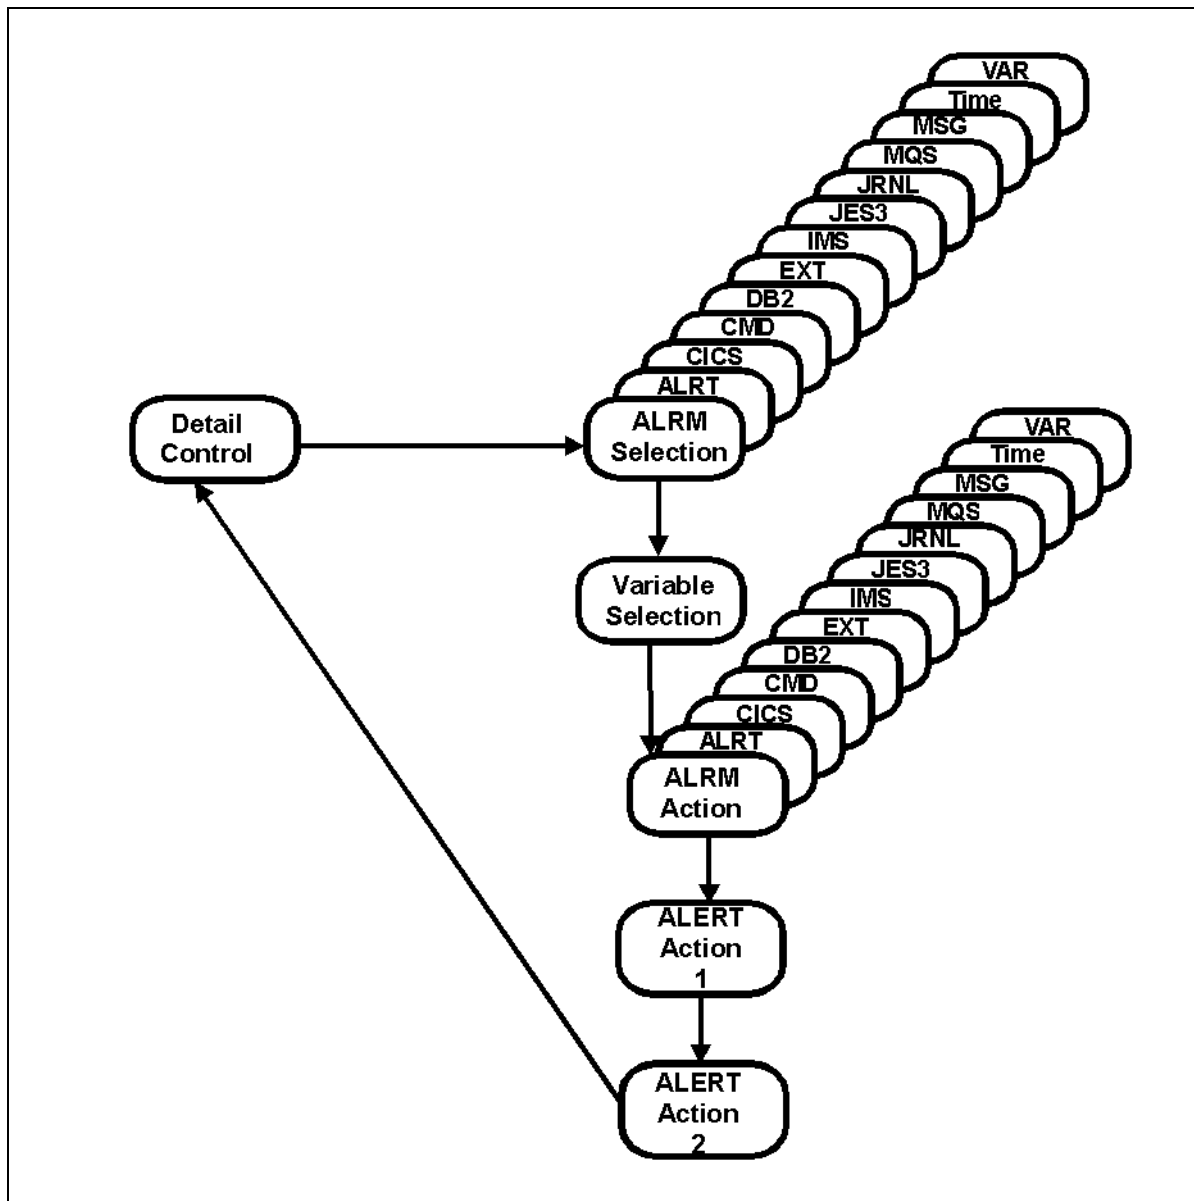 VAR
Time
MSG
MQS
JRNL
JES3
IMS
EXT
DB2
CMD
CICS
ALRT
ALRM
Selection
Detail
Control
Variable
Selection
VAR
Time
MSG
MQS
JRNL
JES3
IMS
EXT
DB2
CMD
CICS
ALRT
ALRM
Action
ALERT
Action
1
ALERT
Action
2